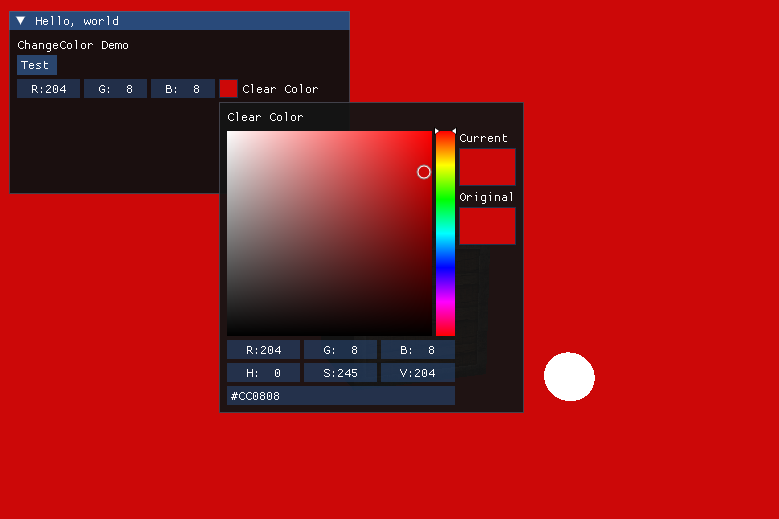 Hello, world
ChangeColor Demo
Test
R:204 G: 8 B: 8 Clear Color
Clear Color
Current
Original
R:204 G: 8 B: 8
H: 0 S:245 V:204
#CC0808